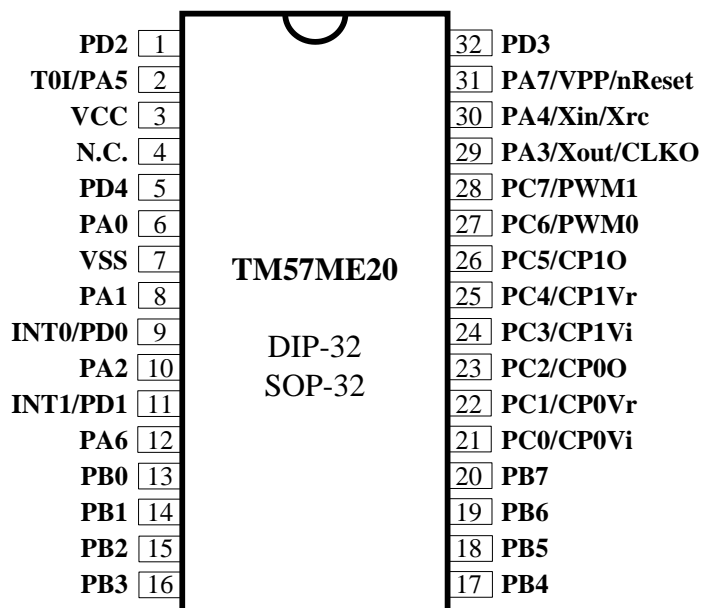 PD2 1 32 PD3
T0I/PA5 2 31 PA7/VPP/nReset
VCC 3 30 PA4/Xin/Xrc
N.C. 4 29 PA3/Xout/CLKO
PD4 5 28 PC7/PWM1
PA0 6 27 PC6/PWM0
VSS 7 26 PC5/CP1O
TM57ME20
PA1 8 25 PC4/CP1Vr
INT0/PD0 9 24 PC3/CP1Vi
DIP-32
PA2 10 23 PC2/CP0O
SOP-32
INT1/PD1 11 22 PC1/CP0Vr
PA6 12 21 PC0/CP0Vi
PB0 13 20 PB7
PB1 14 19 PB6
PB2 15 18 PB5
PB3 16 17 PB4